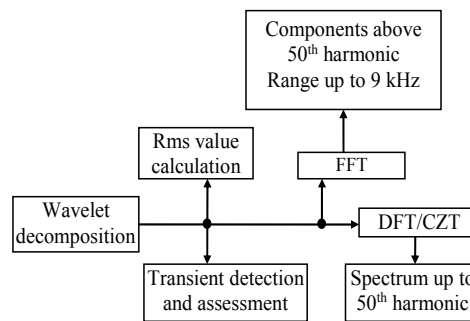 Components above
50th harmonic
Range up to 9 kHz
Rms value
calculation
FFT
Wavelet
decomposition
DFT/CZT
Transient detection
and assessment
Spectrum up to
50th harmonic